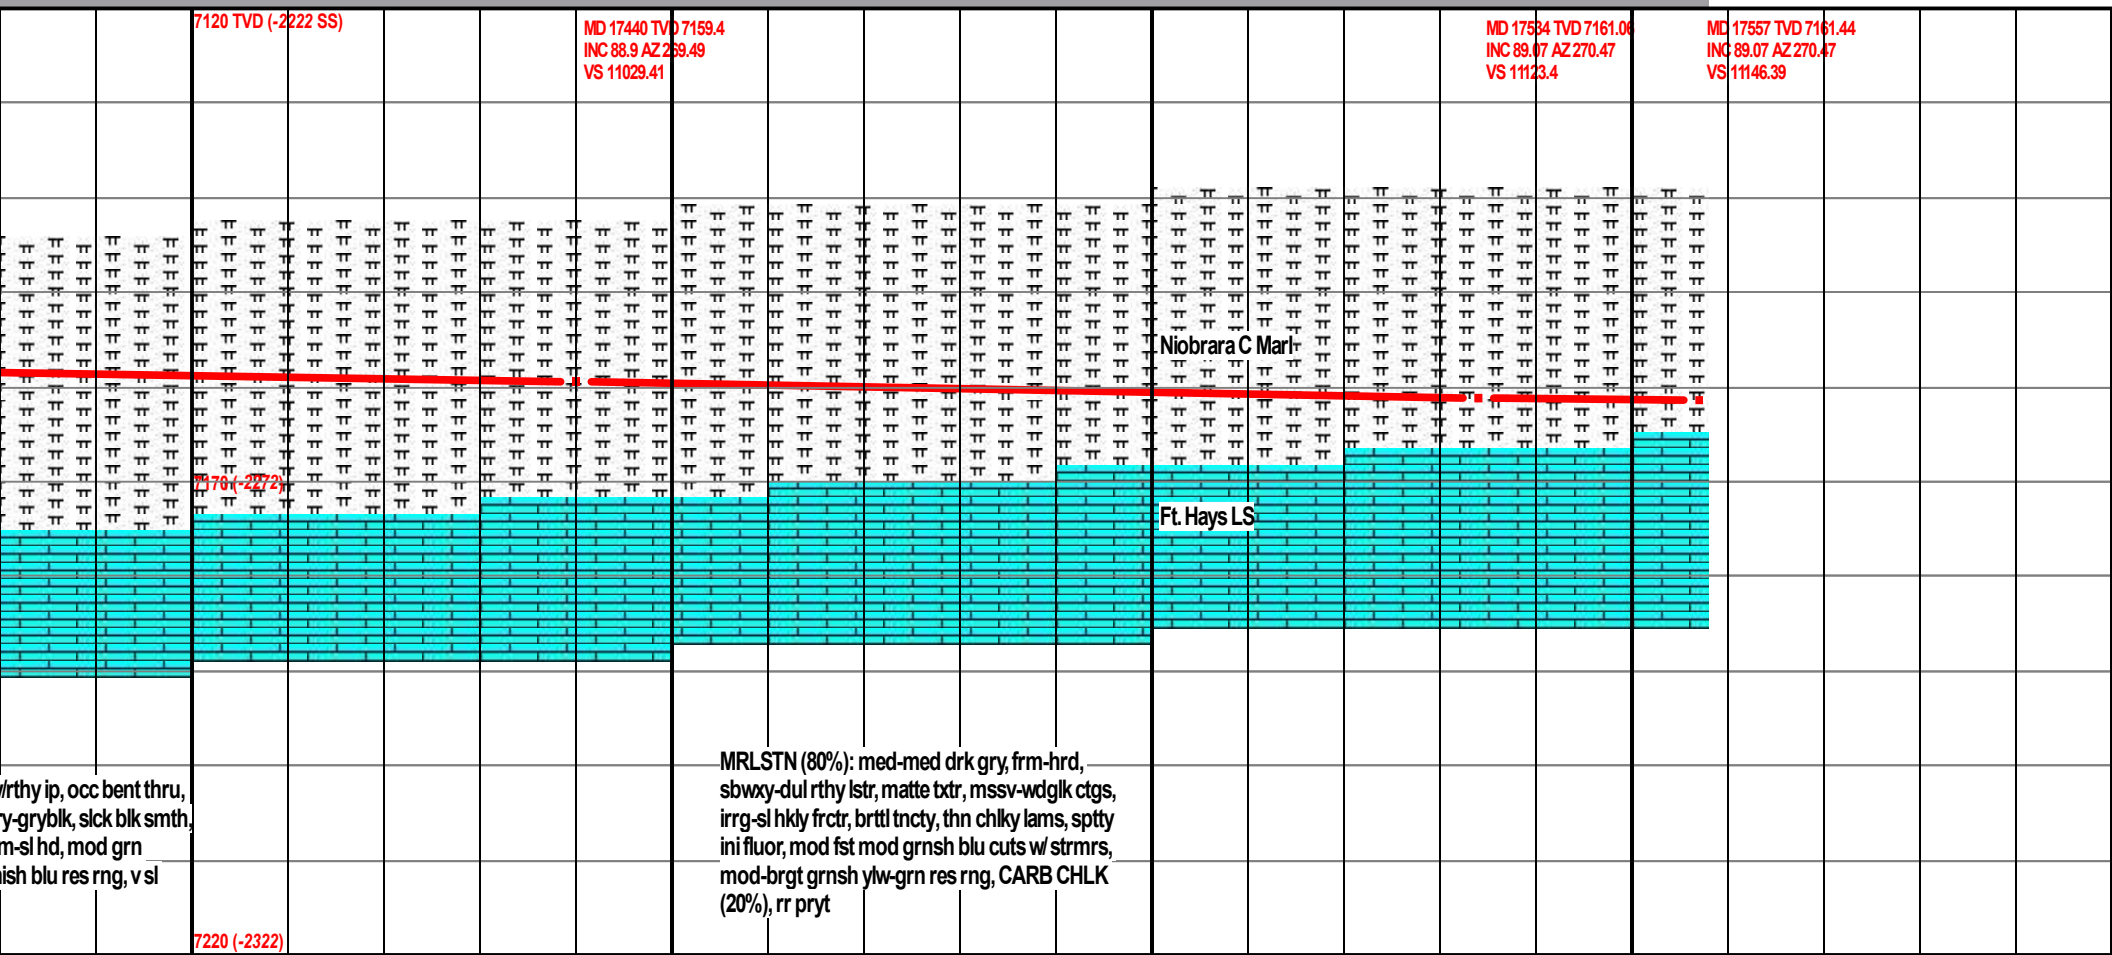 7120 TVD (-2222 SS)
MD 17440 TVD 7159.4
INC 88.9 AZ 269.49
VS 11029.41
MD 17534 TVD 7161.06
INC 89.07 AZ 270.47
VS 11123.4
MD 17557 TVD 7161.44
INC 89.07 AZ 270.47
VS 11146.39
Niobrara C Marl
7170 (-2272)
Ft. Hays LS
/rthy ip, occ bent thru,
ry-gryblk, slck blk smth,
m-sl hd, mod grn
ish blu res rng, v sl
MRLSTN (80%): med-med drk gry, frm-hrd,
sbwxy-dul rthy lstr, matte txtr, mssv-wdglk ctgs,
irrg-sl hkly frctr, brttl tncty, thn chlky lams, sptty
ini fluor, mod fst mod grnsh blu cuts w/ strmrs,
mod-brgt grnsh ylw-grn res rng, CARB CHLK
(20%), rr pryt
7220 (-2322)